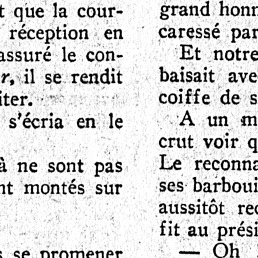 t que la cour-
réception en
assuré le con-
r, il se rendit
iter.
s'écria en le
à ne sont pas
nt montés sur
se promener
grand honn
caressé par
Et notre
baisait ave
coiffe de s
A un m
crut voir q
Le reconna
ses barboui
aussitôt rec
fit au prési
— Oh